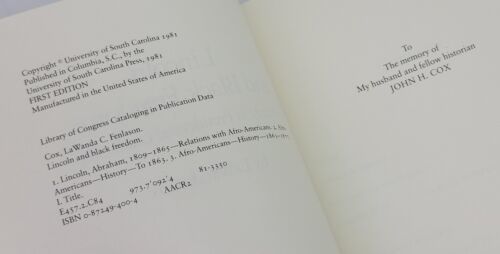 Copyright © University of South Carolina 1981
Published in Columbia, S.C., by the
University of South Carolina Press, 1981
FIRST EDITION
Manufactured in the United States of America
Library of Congress Cataloging in Publication Data
Cox, LaWanda C. Fenlason.
Lincoln and black freedom.
1. Lincoln, Abraham, 1809–1865—Relations with Afro-Americans. 2.
Americans—History—To 1863. 3. Afro-Americans—History—
I. Title.
E457.2.C84 973.7'092'4 81-3350
ISBN 0-87249-400-4 AACR2
To
The memory of
My husband and fellow historian
JOHN H. COX